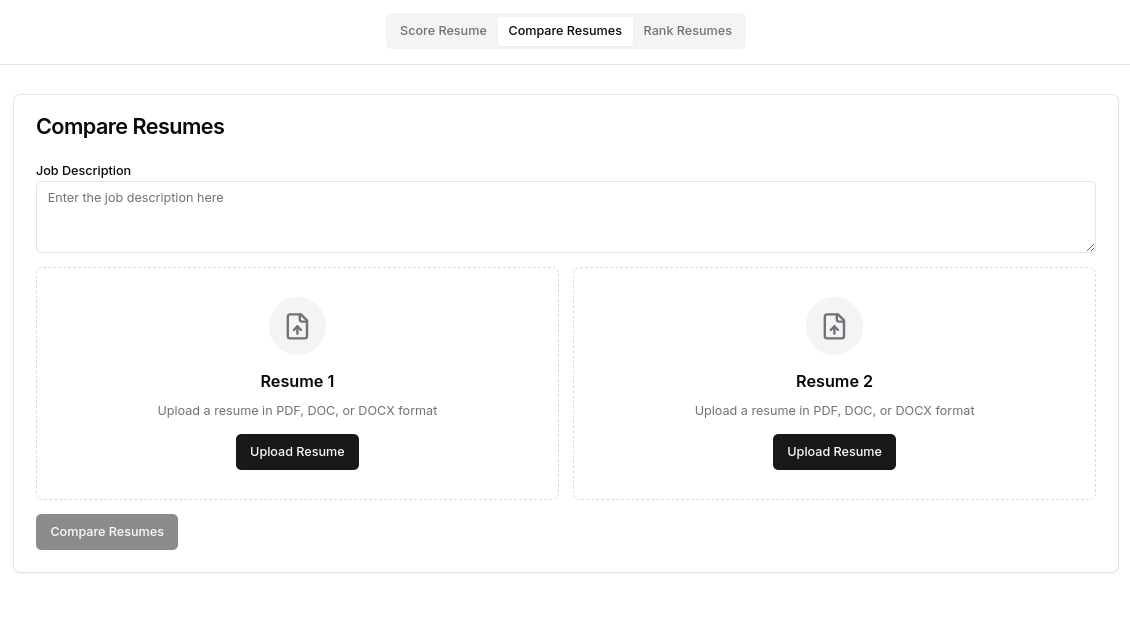 Score Resume Compare Resumes Rank Resumes
Compare Resumes
Job Description
Enter the job description here
Resume 1
Upload a resume in PDF, DOC, or DOCX format
Upload Resume
Resume 2
Upload a resume in PDF, DOC, or DOCX format
Upload Resume
Compare Resumes